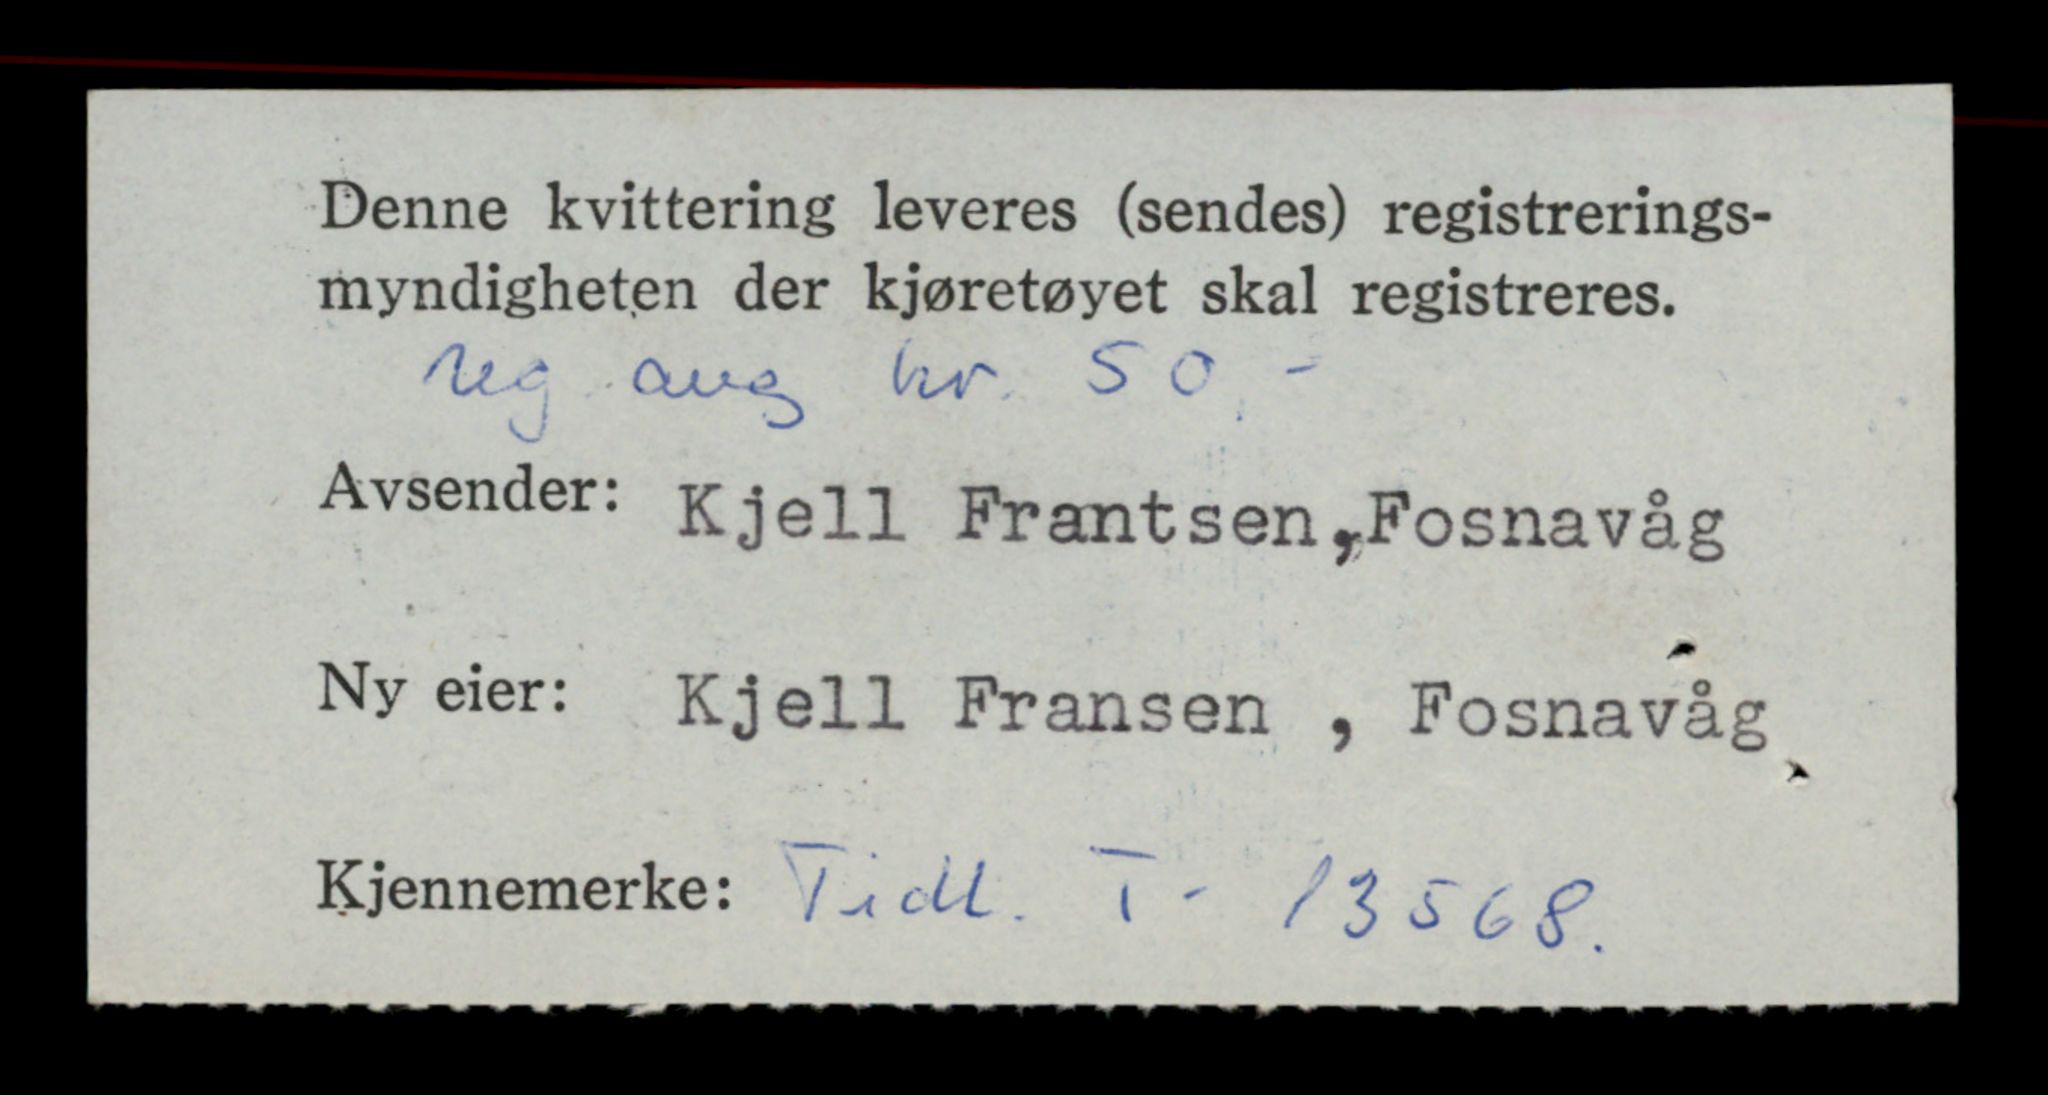 Denne kvittering leveres (sendes) registrerings-
myndigheten der kjøretøyet skal registreres.
reg avg kr. 50,-
Avsender: Kjell Frantsen,Fosnavåg
Ny eier: Kjell Fransen , Fosnavåg
Kjennemerke: Tidl. T- 13568.